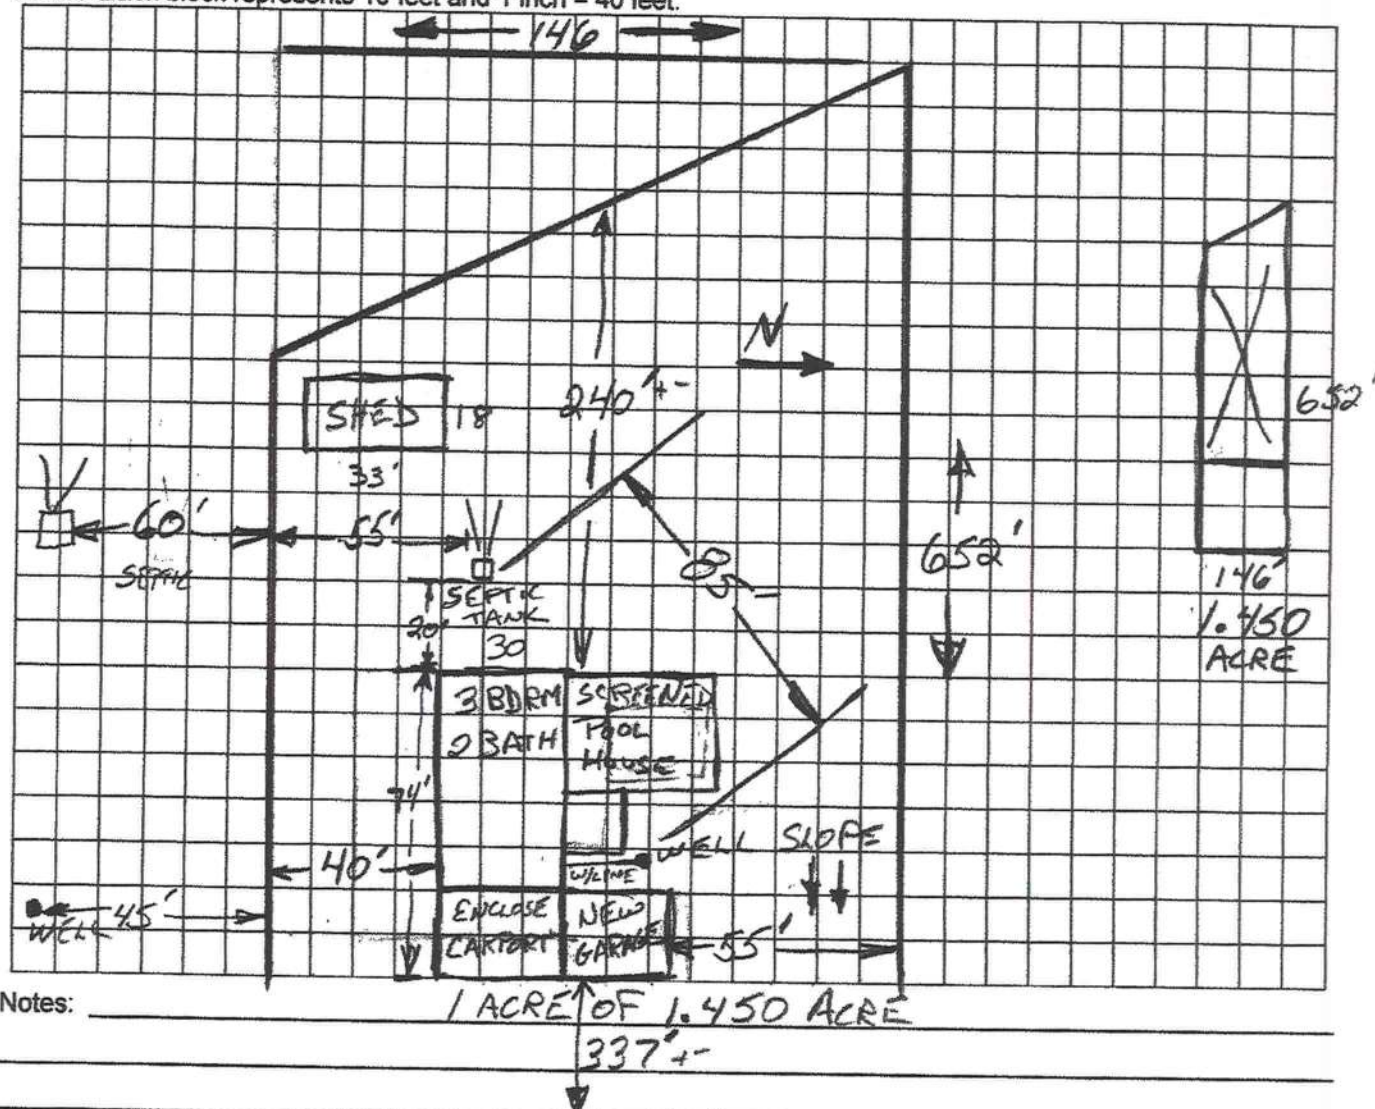 146
N
SHED 18
33'
240'+-
652'
60'
SEPTIC
55'
85'
652'
146'
1.450
ACRE
20'
SEPTIC
TANK
30
3 BDRM
2 BATH
SCREENED
POOL
HOUSE
74'
40'
WELL
SLOPE
W/LINE
45'
WELL
ENCLOSE
CARPORT
NEW
GARAGE
55'
Notes: 1 ACRE OF 1.450 ACRE
337'+-